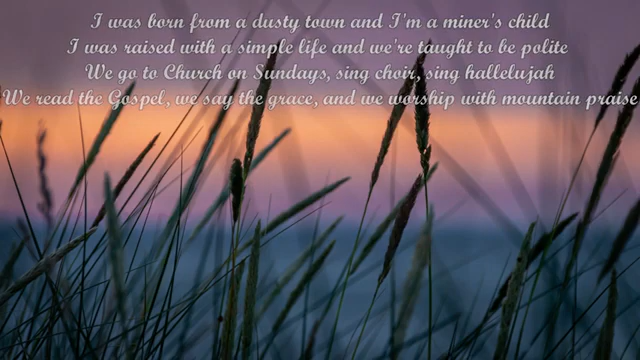 I was born from a dusty town and I'm a miner's child
I was raised with a simple life and we're taught to be polite
We go to Church on Sundays, sing choir, sing hallelujah
We read the Gospel, we say the grace, and we worship with mountain praise